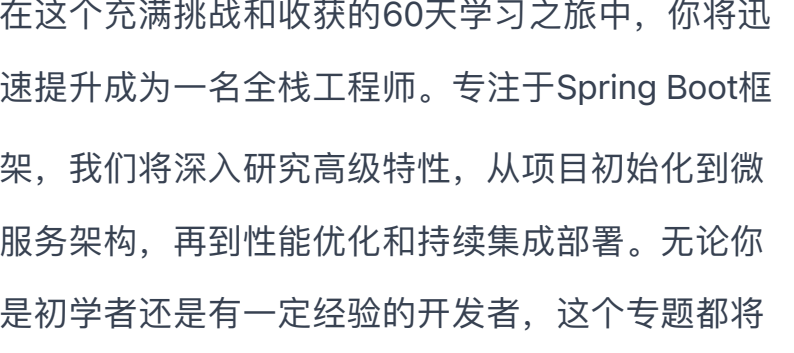 在这个充满挑战和收获的60天学习之旅中，你将迅
速提升成为一名全栈工程师。专注于Spring Boot框
架，我们将深入研究高级特性，从项目初始化到微
服务架构，再到性能优化和持续集成部署。无论你
是初学者还是有一定经验的开发者，这个专题都将